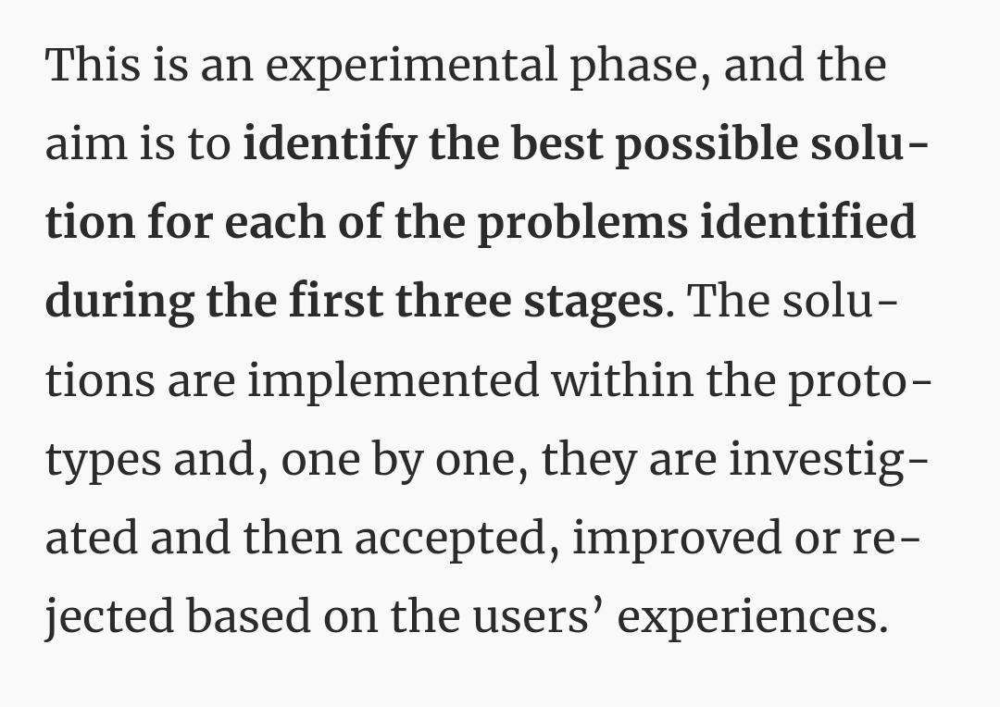 This is an experimental phase, and the
aim is to identify the best possible solu-
tion for each of the problems identified
during the first three stages. The solu-
tions are implemented within the proto-
types and, one by one, they are investig-
ated and then accepted, improved or re-
jected based on the users’ experiences.